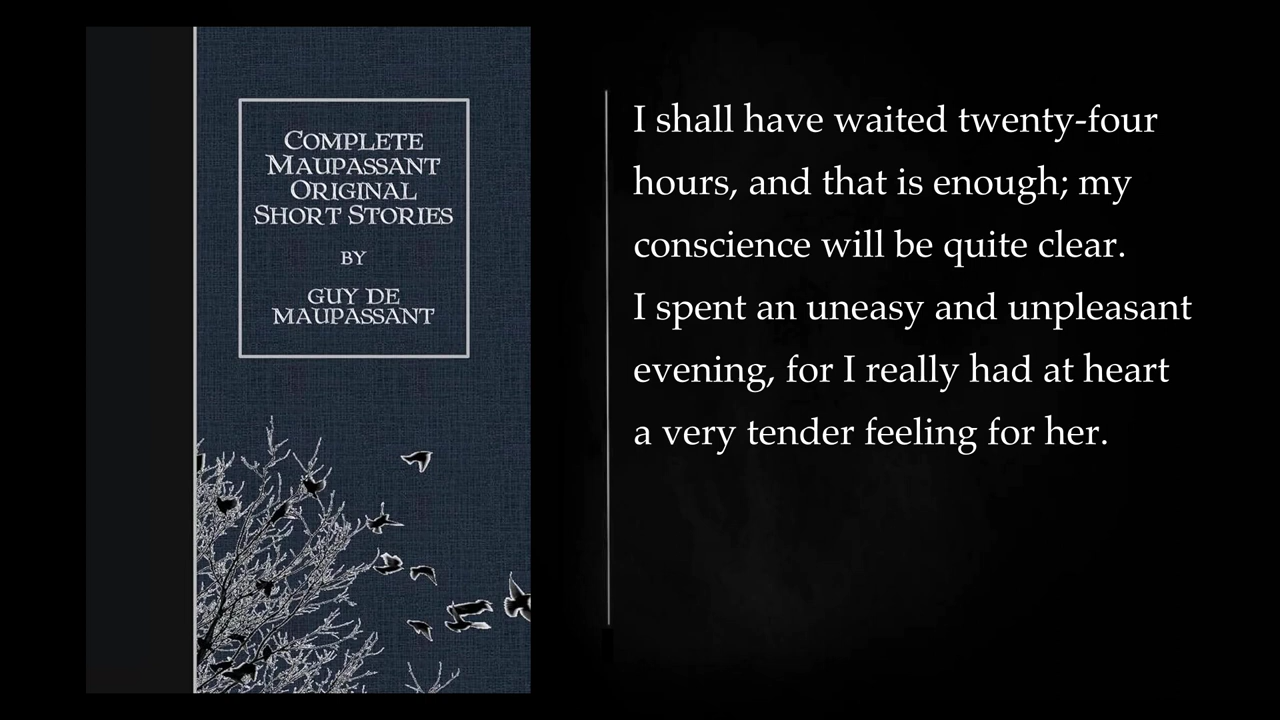 COMPLETE
MAUPASSANT
ORIGINAL
SHORT STORIES
BY
GUY DE
MAUPASSANT
I shall have waited twenty-four
hours, and that is enough; my
conscience will be quite clear.
I spent an uneasy and unpleasant
evening, for I really had at heart
a very tender feeling for her.